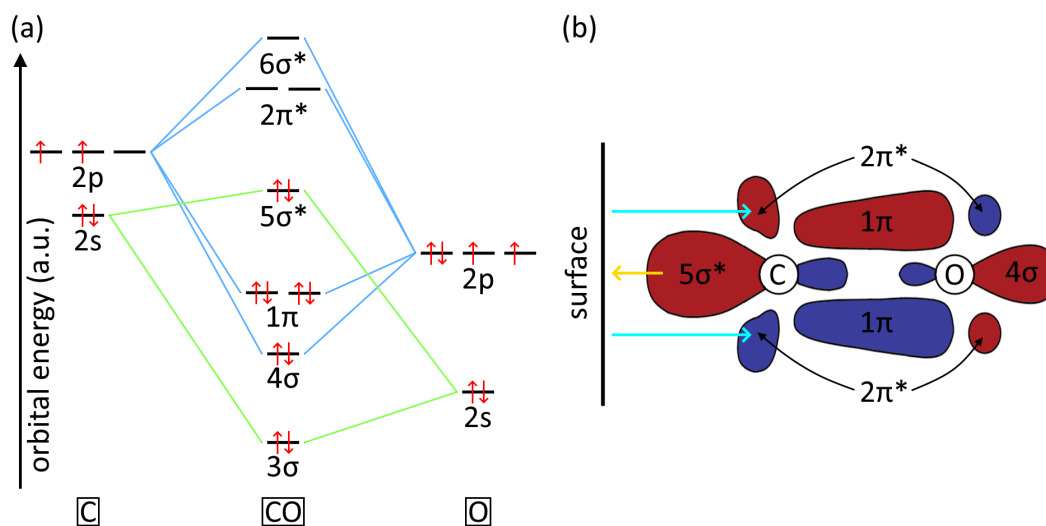 (a)
orbital energy (a.u.)
6σ*
2π*
2p
2s
5σ*
2p
1π
4σ
2s
3σ
C
CO
O
(b)
surface
2π*
1π
5σ*
C
O
4σ
1π
2π*